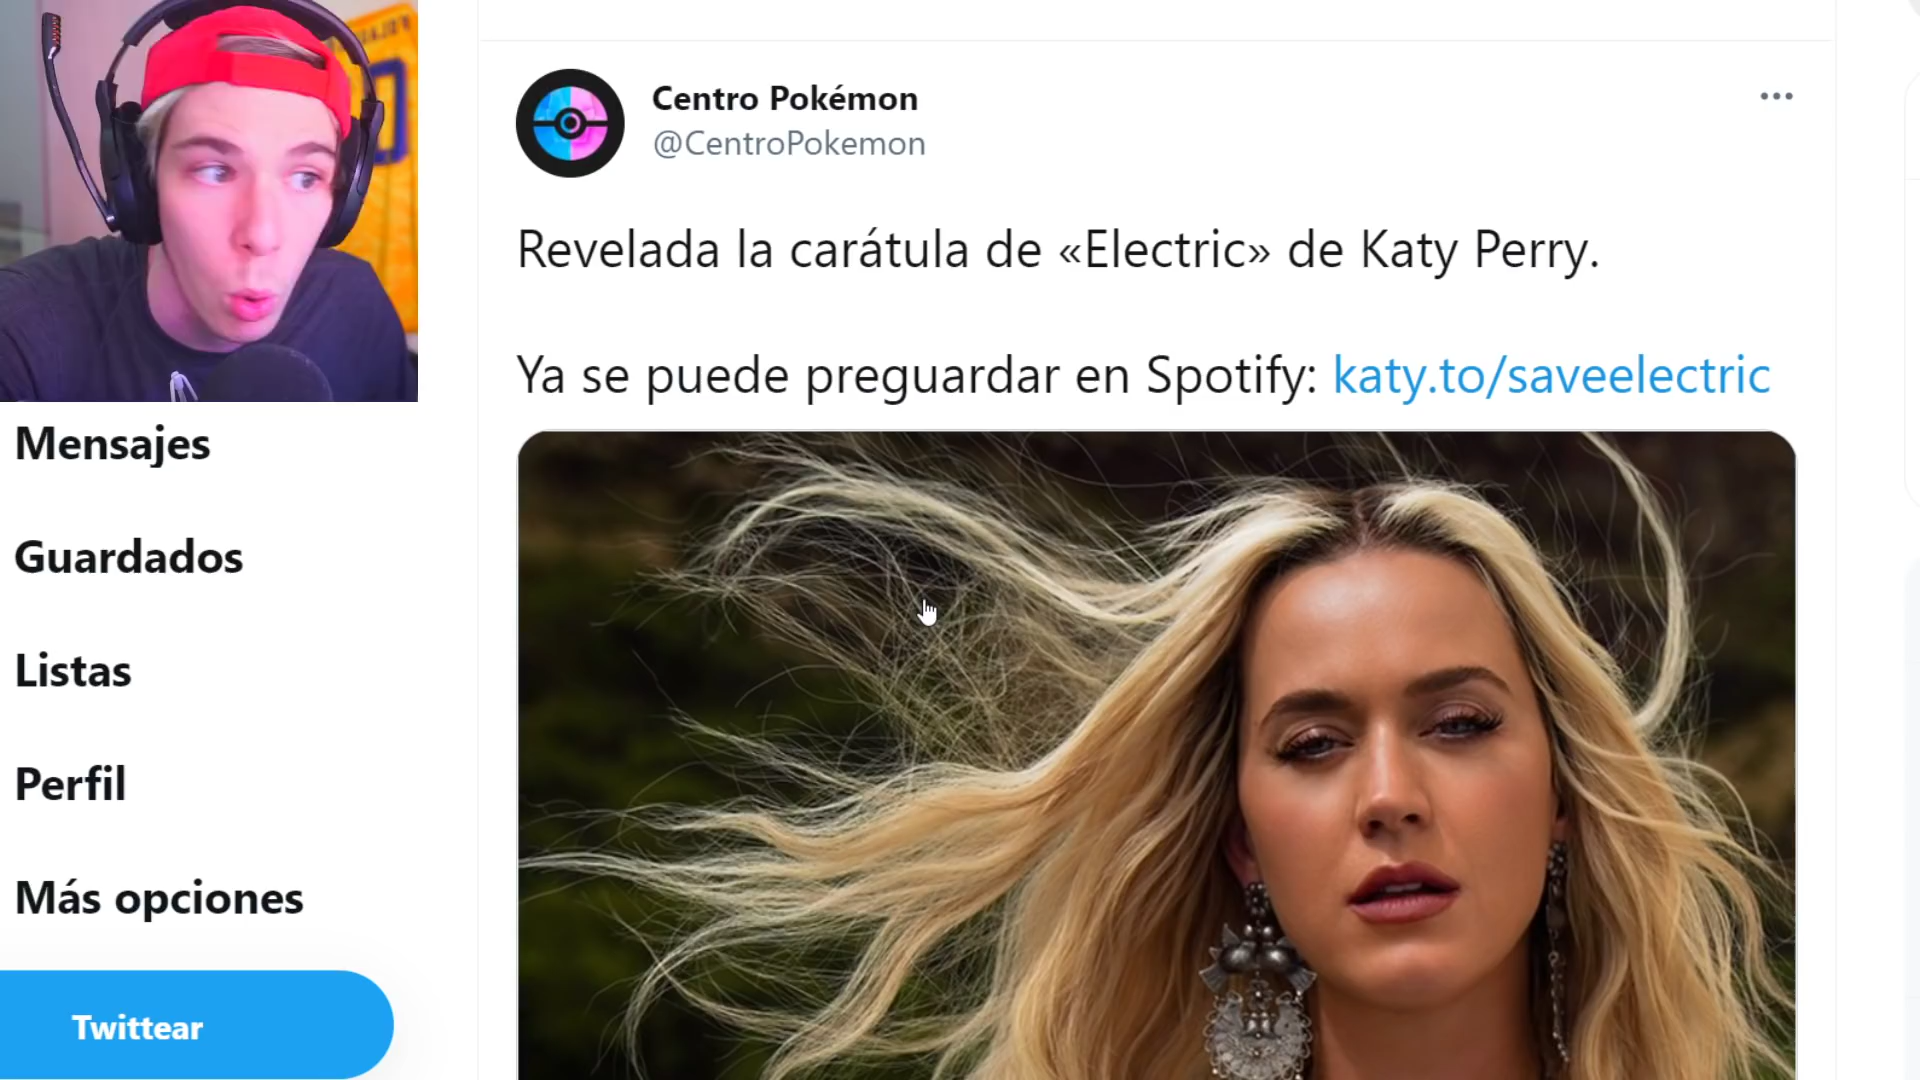 Centro Pokémon
@CentroPokemon
Revelada la carátula de «Electric» de Katy Perry.
Ya se puede preguardar en Spotify: katy.to/saveelectric
Mensajes
Guardados
Listas
Perfil
Más opciones
Twittear